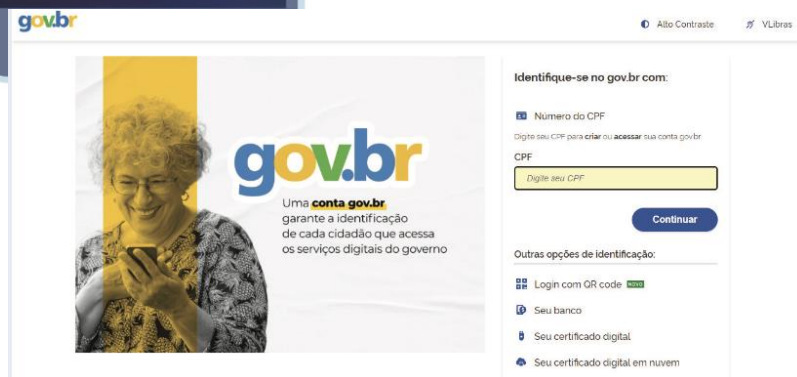 gov.br
Alto Contraste
VLibras
gov.br
Uma conta gov.br
garante a identificação
de cada cidadão que acessa
os serviços digitais do governo
Identifique-se no gov.br com:
Número do CPF
Digite seu CPF para criar ou acessar sua conta gov.br
CPF
Digite seu CPF
Continuar
Outras opções de identificação:
Login com QR code NOVO
Seu banco
Seu certificado digital
Seu certificado digital em nuvem